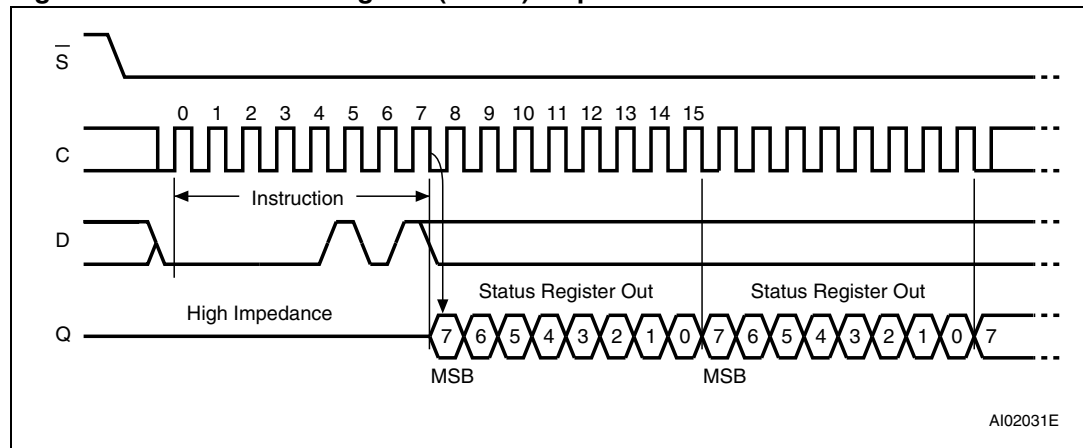 S
0 1 2 3 4 5 6 7 8 9 10 11 12 13 14 15
C
Instruction
D
High Impedance
Status Register Out
Status Register Out
Q
7 6 5 4 3 2 1 0 7 6 5 4 3 2 1 0 7
MSB
MSB
AI02031E